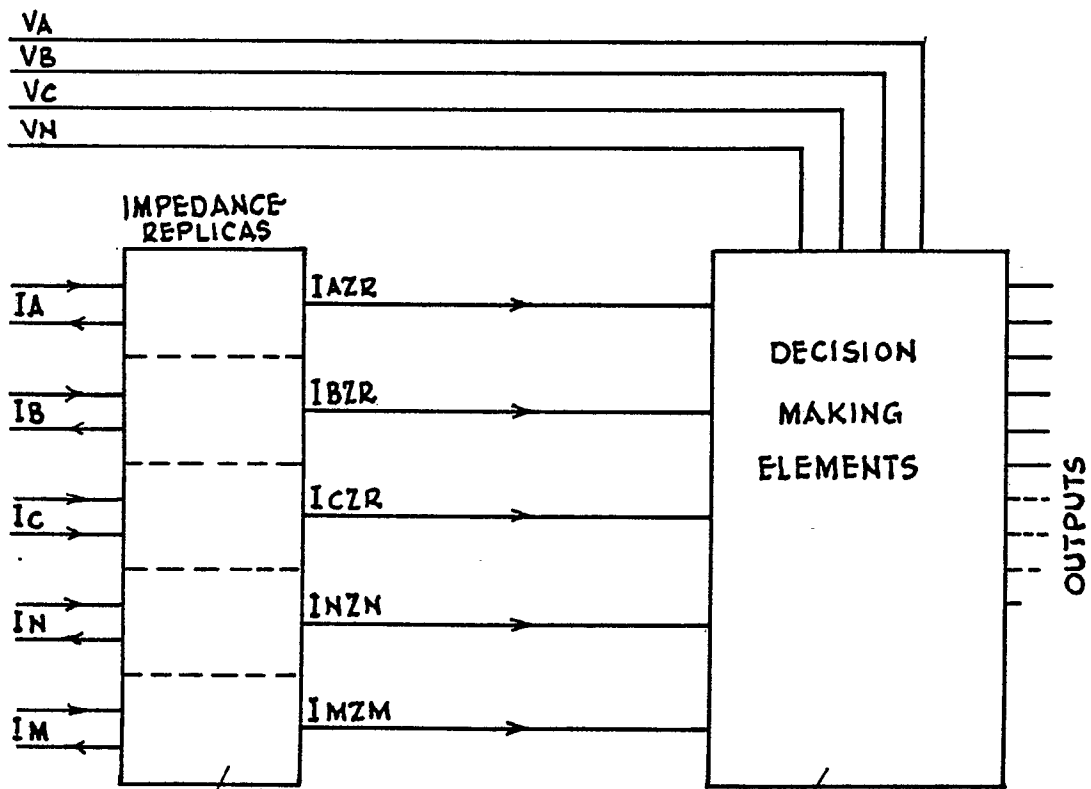 VA
VB
VC
VN
IMPEDANCE
REPLICAS
IA
IB
IC
IN
IM
IAZR
IBZR
ICZR
INZN
IMZM
DECISION
MAKING
ELEMENTS
OUTPUTS